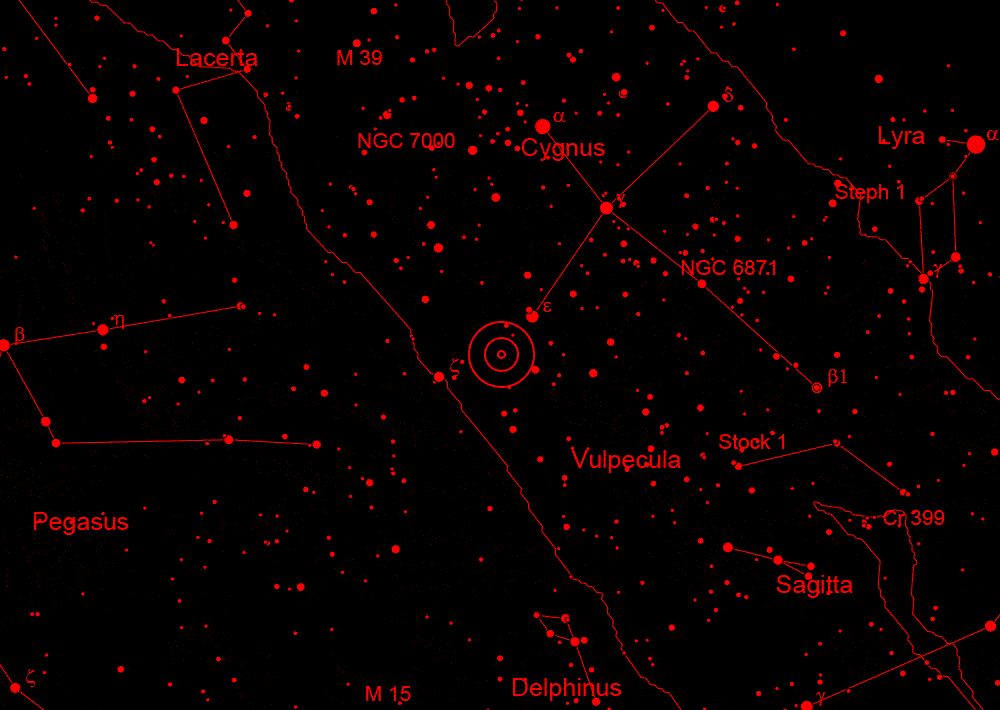 Lacerta
M 39
δ
α
NGC 7000
Cygnus
Lyra
α
γ
Steph 1
γ
NGC 6871
ε
β
η
ζ
β1
Stock 1
Vulpecula
Pegasus
Cr 399
Sagitta
ζ
M 15
Delphinus
γ